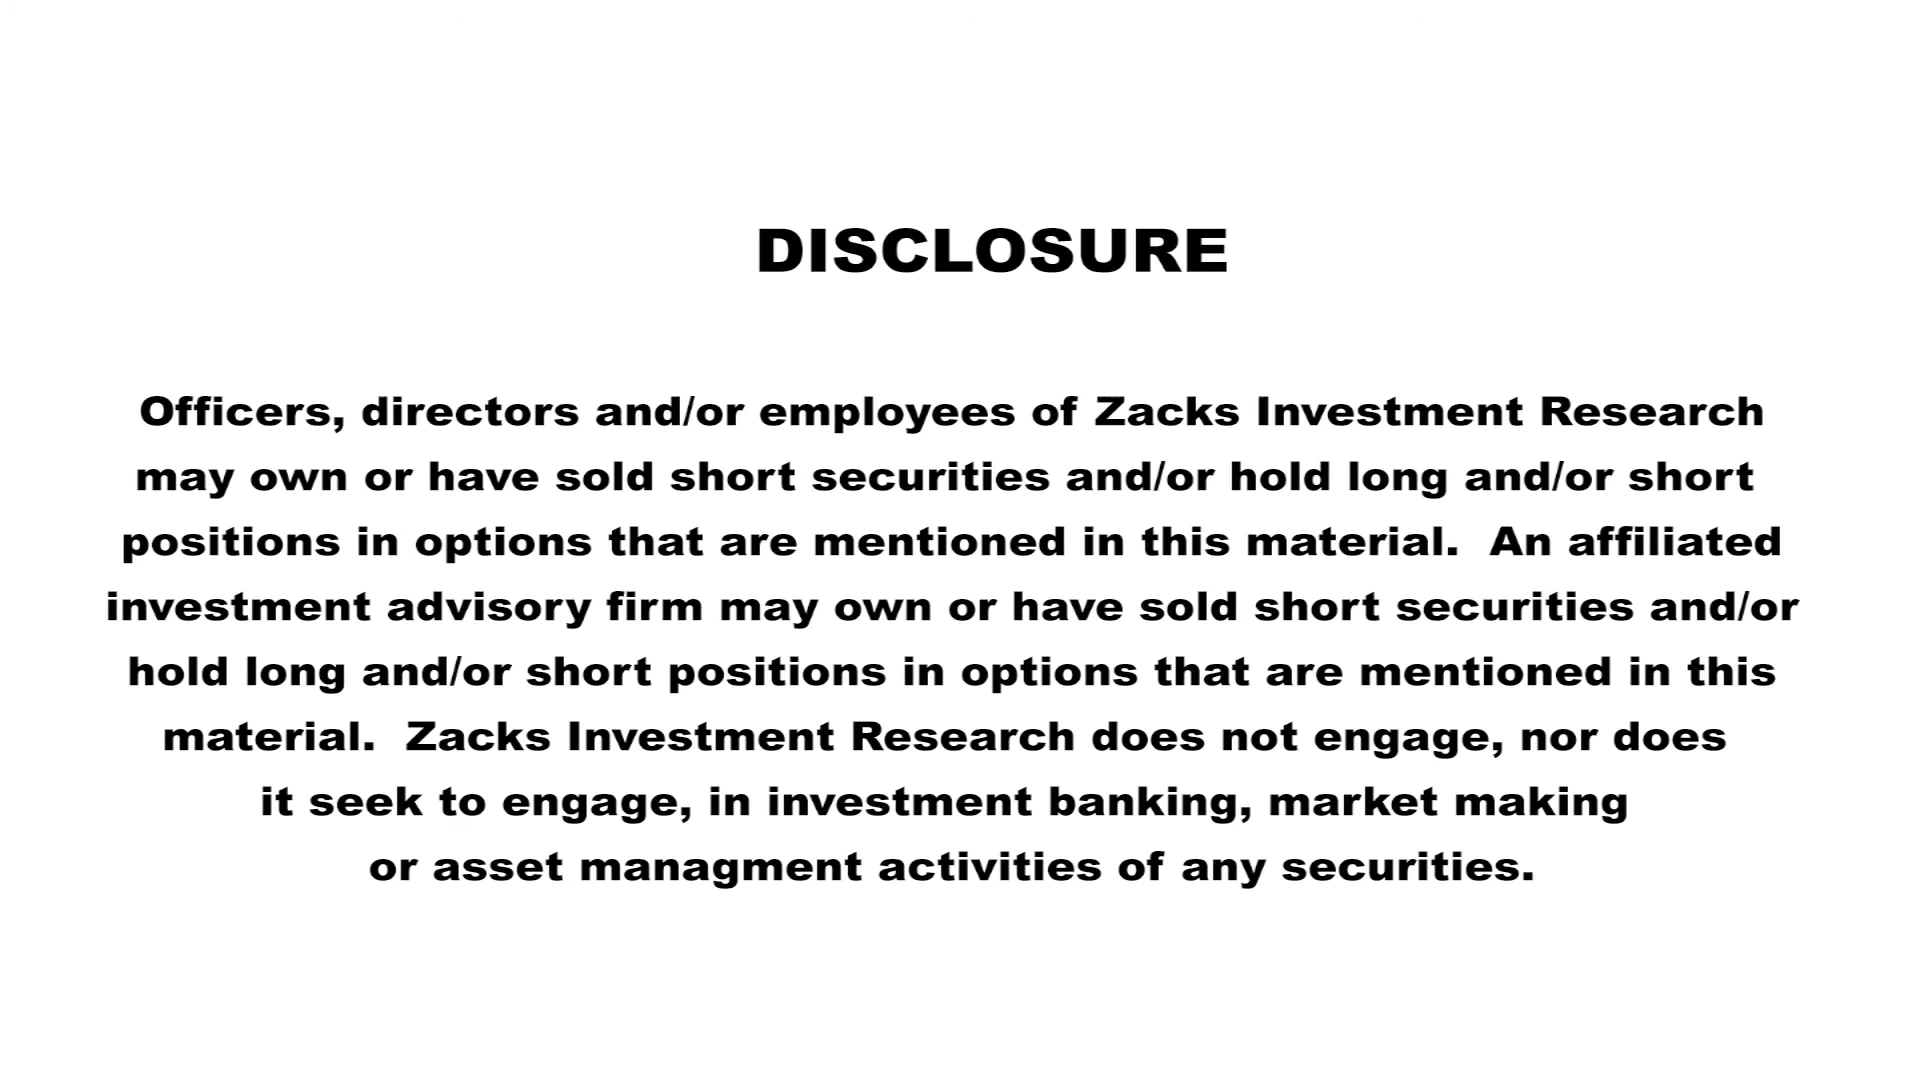 DISCLOSURE
Officers, directors and/or employees of Zacks Investment Research
may own or have sold short securities and/or hold long and/or short
positions in options that are mentioned in this material.  An affiliated
investment advisory firm may own or have sold short securities and/or
hold long and/or short positions in options that are mentioned in this
material.  Zacks Investment Research does not engage, nor does
it seek to engage, in investment banking, market making
or asset managment activities of any securities.